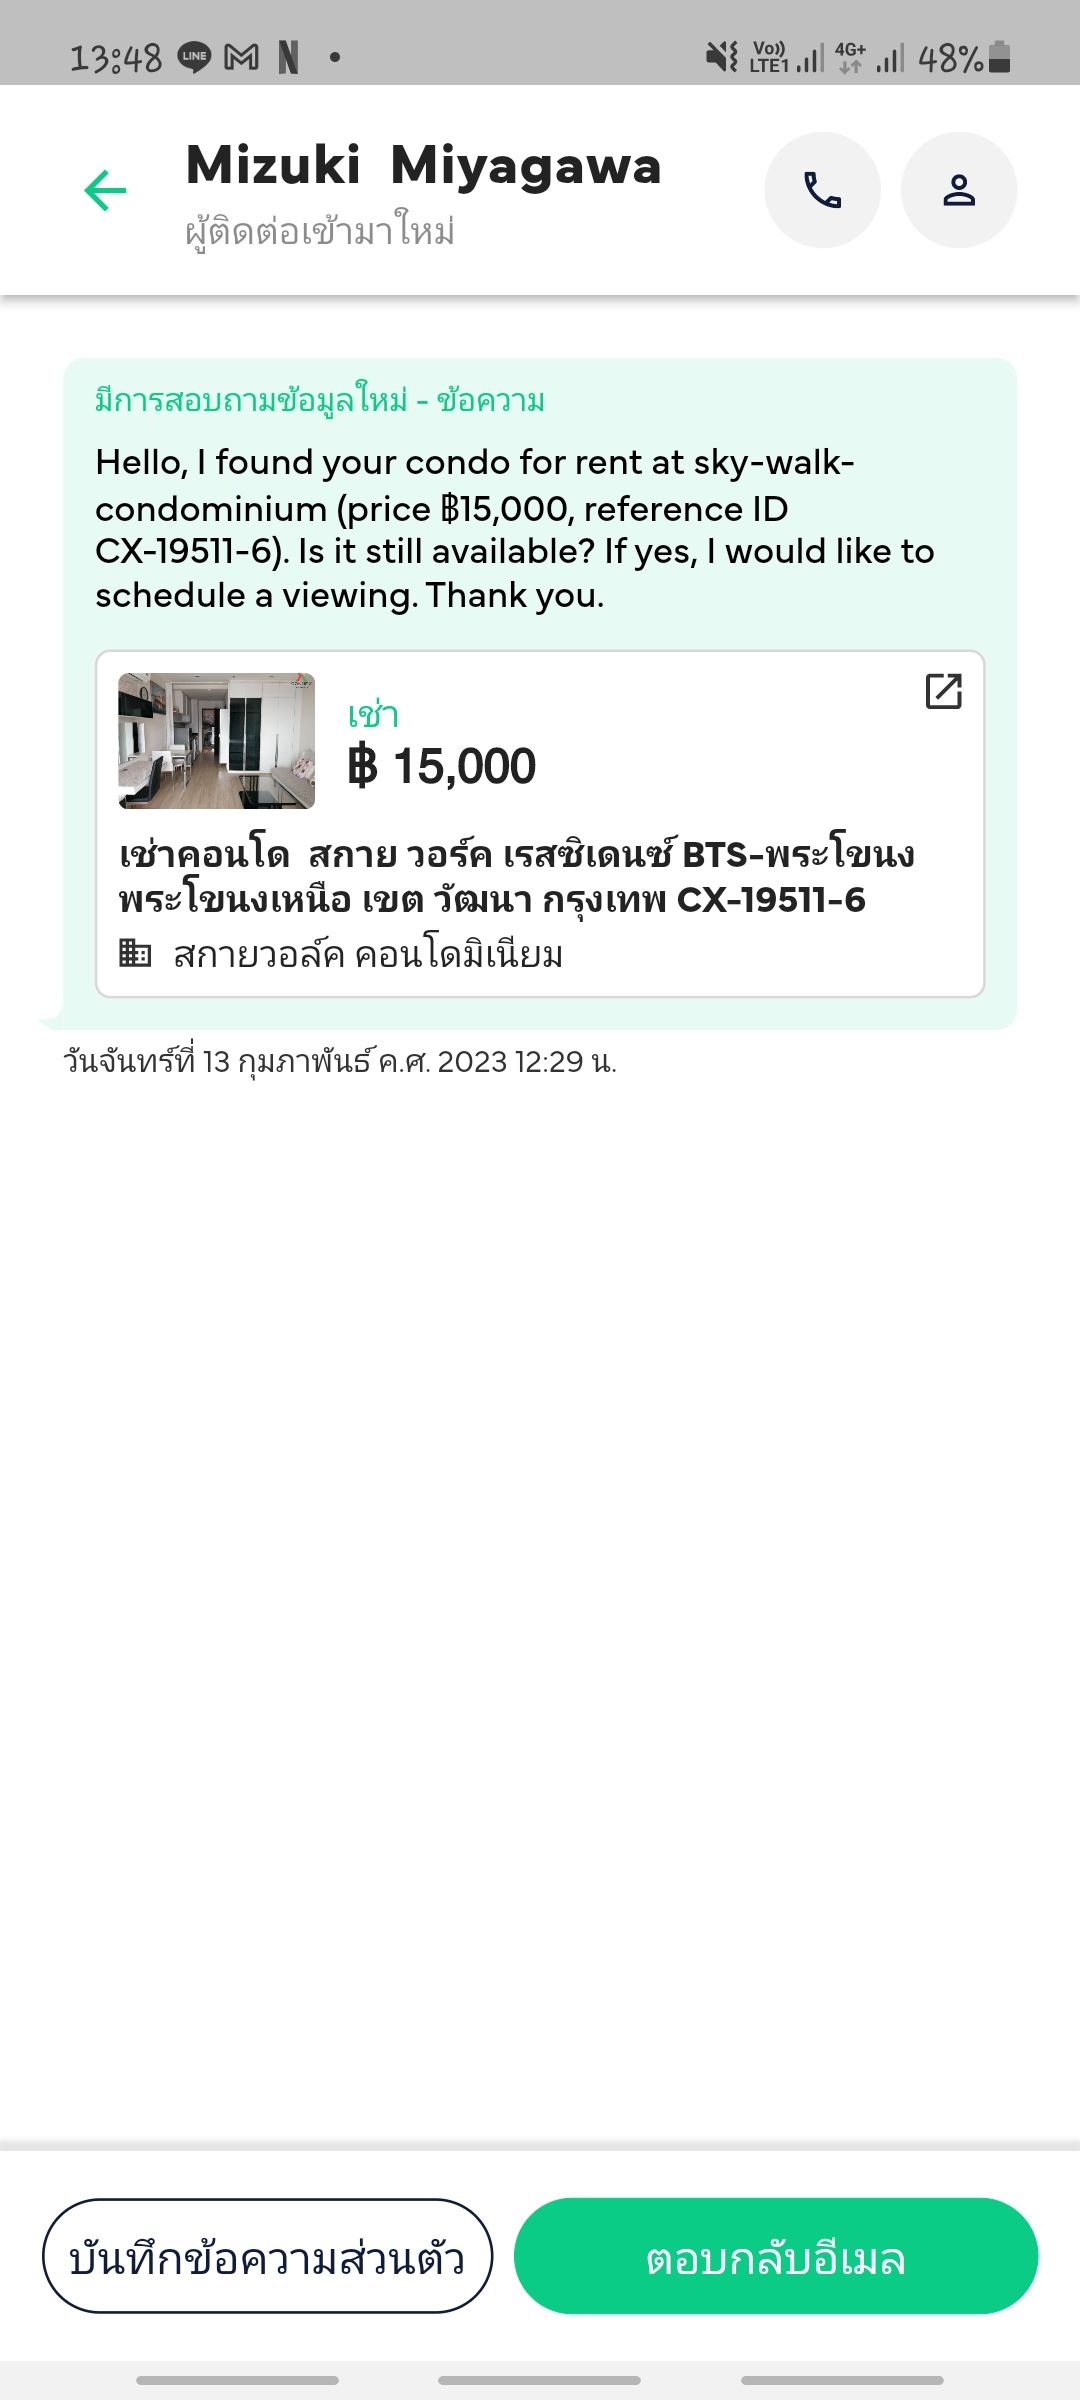 13:48 LINE N Vo)) LTE1 4G+ 48%
Mizuki Miyagawa
ผู้ติดต่อเข้ามาใหม่
มีการสอบถามข้อมูลใหม่ - ข้อความ
Hello, I found your condo for rent at sky-walk-
condominium (price ฿15,000, reference ID
CX-19511-6). Is it still available? If yes, I would like to
schedule a viewing. Thank you.
เช่า
฿ 15,000
เช่าคอนโด สกาย วอร์ค เรสซิเดนซ์ BTS-พระโขนง
พระโขนงเหนือ เขต วัฒนา กรุงเทพ CX-19511-6
สกายวอล์ค คอนโดมิเนียม
วันจันทร์ที่ 13 กุมภาพันธ์ ค.ศ. 2023 12:29 น.
บันทึกข้อความส่วนตัว
ตอบกลับอีเมล